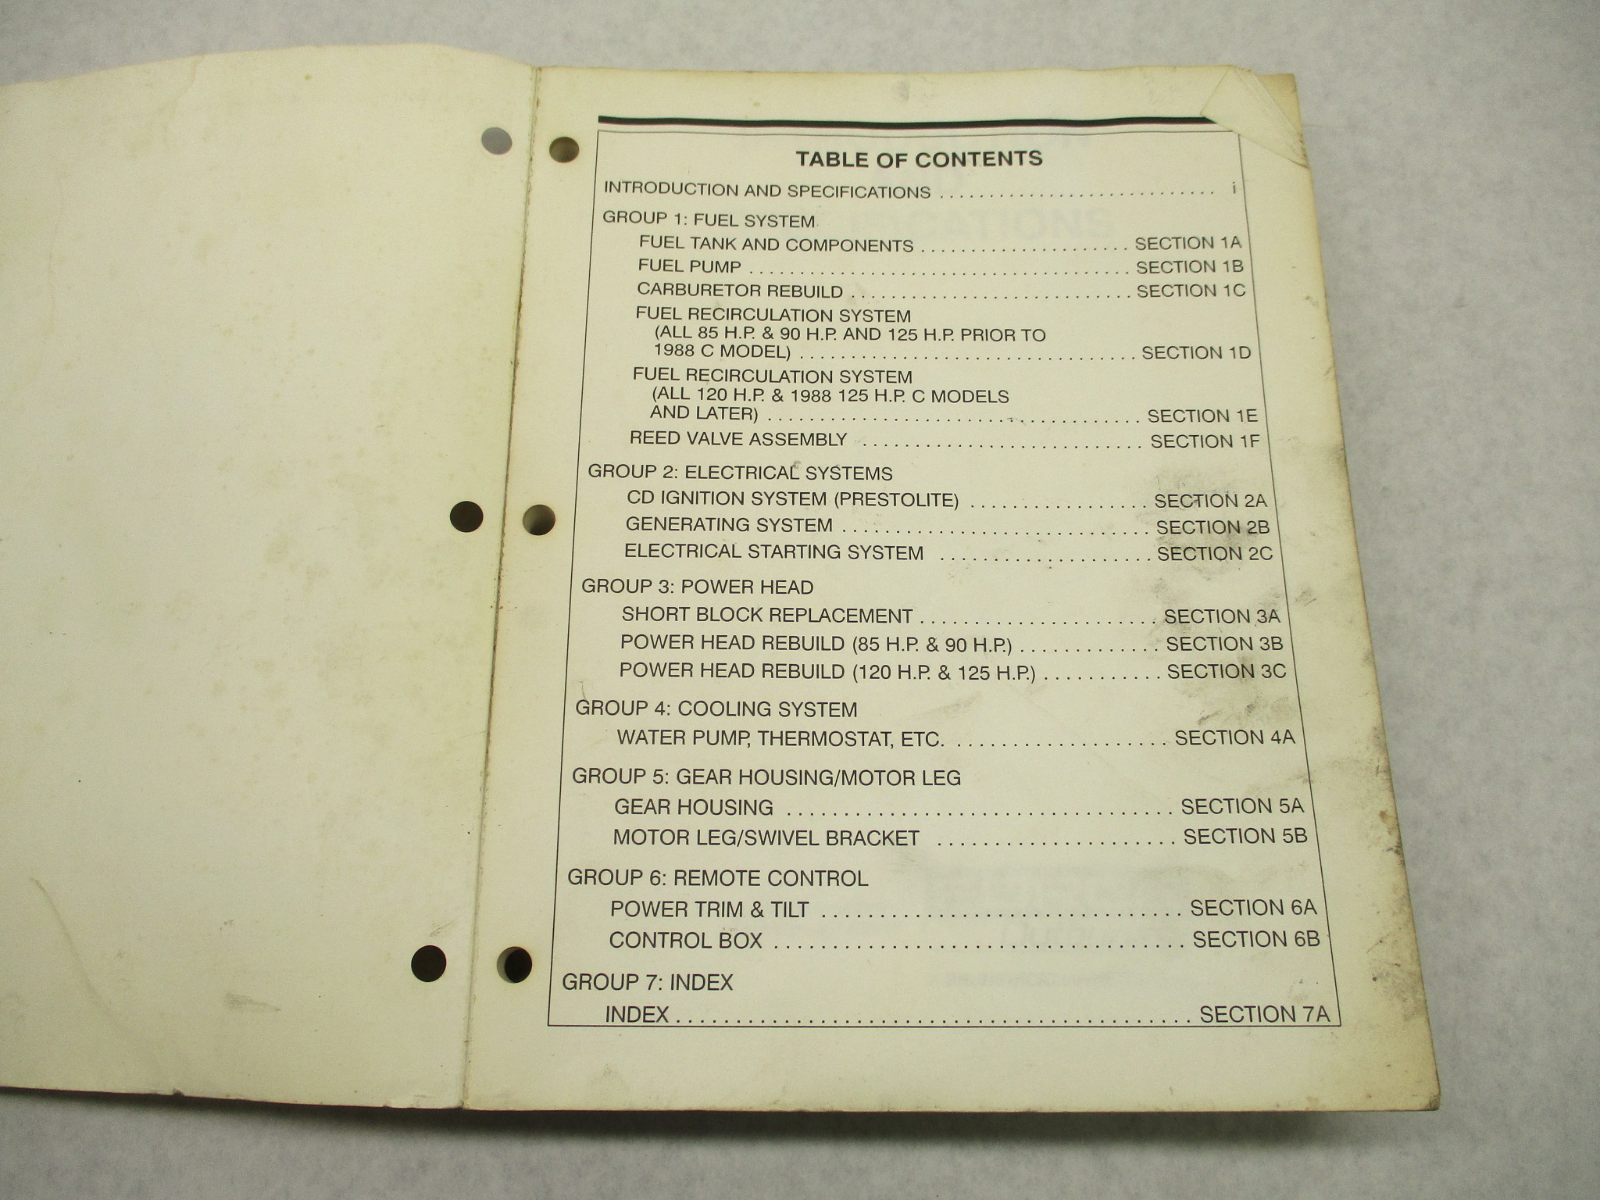 TABLE OF CONTENTS
INTRODUCTION AND SPECIFICATIONS ............................ i
GROUP 1: FUEL SYSTEM
FUEL TANK AND COMPONENTS ..................... SECTION 1A
FUEL PUMP ...................................... SECTION 1B
CARBURETOR REBUILD ............................ SECTION 1C
FUEL RECIRCULATION SYSTEM
(ALL 85 H.P. & 90 H.P. AND 125 H.P. PRIOR TO
1988 C MODEL) ................................. SECTION 1D
FUEL RECIRCULATION SYSTEM
(ALL 120 H.P. & 1988 125 H.P. C MODELS
AND LATER) ..................................... SECTION 1E
REED VALVE ASSEMBLY ............................ SECTION 1F
GROUP 2: ELECTRICAL SYSTEMS
CD IGNITION SYSTEM (PRESTOLITE) .................. SECTION 2A
GENERATING SYSTEM ............................... SECTION 2B
ELECTRICAL STARTING SYSTEM ..................... SECTION 2C
GROUP 3: POWER HEAD
SHORT BLOCK REPLACEMENT ........................ SECTION 3A
POWER HEAD REBUILD (85 H.P. & 90 H.P.) ............. SECTION 3B
POWER HEAD REBUILD (120 H.P. & 125 H.P.) ........... SECTION 3C
GROUP 4: COOLING SYSTEM
WATER PUMP, THERMOSTAT, ETC. .................... SECTION 4A
GROUP 5: GEAR HOUSING/MOTOR LEG
GEAR HOUSING .................................. SECTION 5A
MOTOR LEG/SWIVEL BRACKET ..................... SECTION 5B
GROUP 6: REMOTE CONTROL
POWER TRIM & TILT ............................... SECTION 6A
CONTROL BOX ................................... SECTION 6B
GROUP 7: INDEX
INDEX ........................................... SECTION 7A